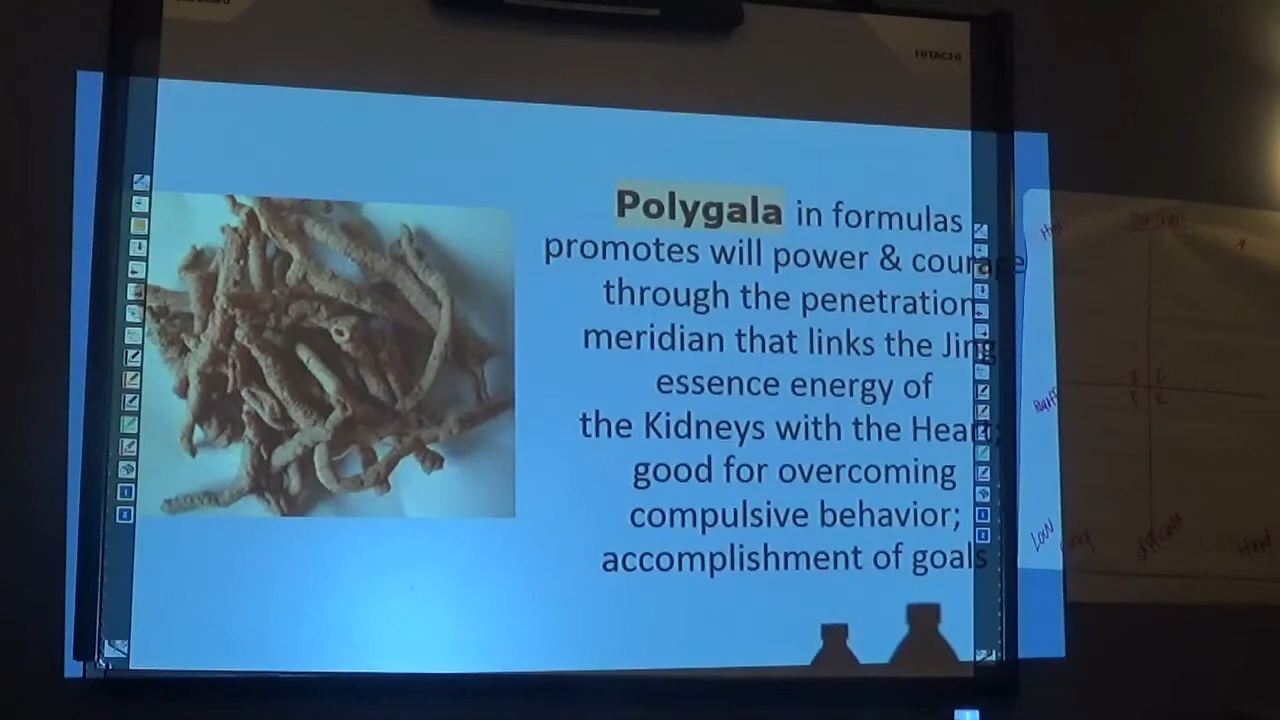 HITACHI
Polygala in formulas
promotes will power & courage
through the penetration
meridian that links the Jing
essence energy of
the Kidneys with the Heart;
good for overcoming
compulsive behavior;
accomplishment of goals
Low